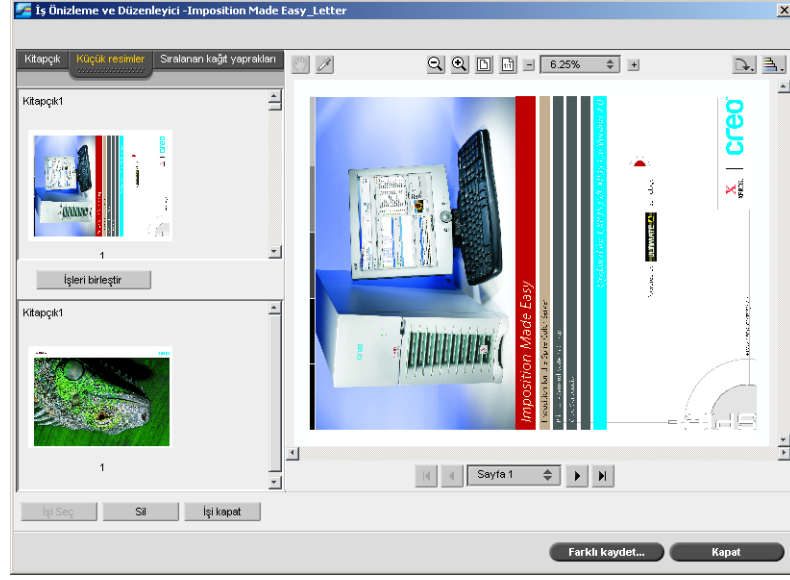 İş Önizleme ve Düzenleyici -Imposition Made Easy_Letter
Kitapçık
Küçük resimler
Sıralanan kağıt yaprakları
6.25%
Kitapçık1
1
İşleri birleştir
Kitapçık1
1
İşi Seç
Sil
İşi kapat
Imposition Made Easy
creo
X
creo
Sayfa 1
Farklı kaydet...
Kapat